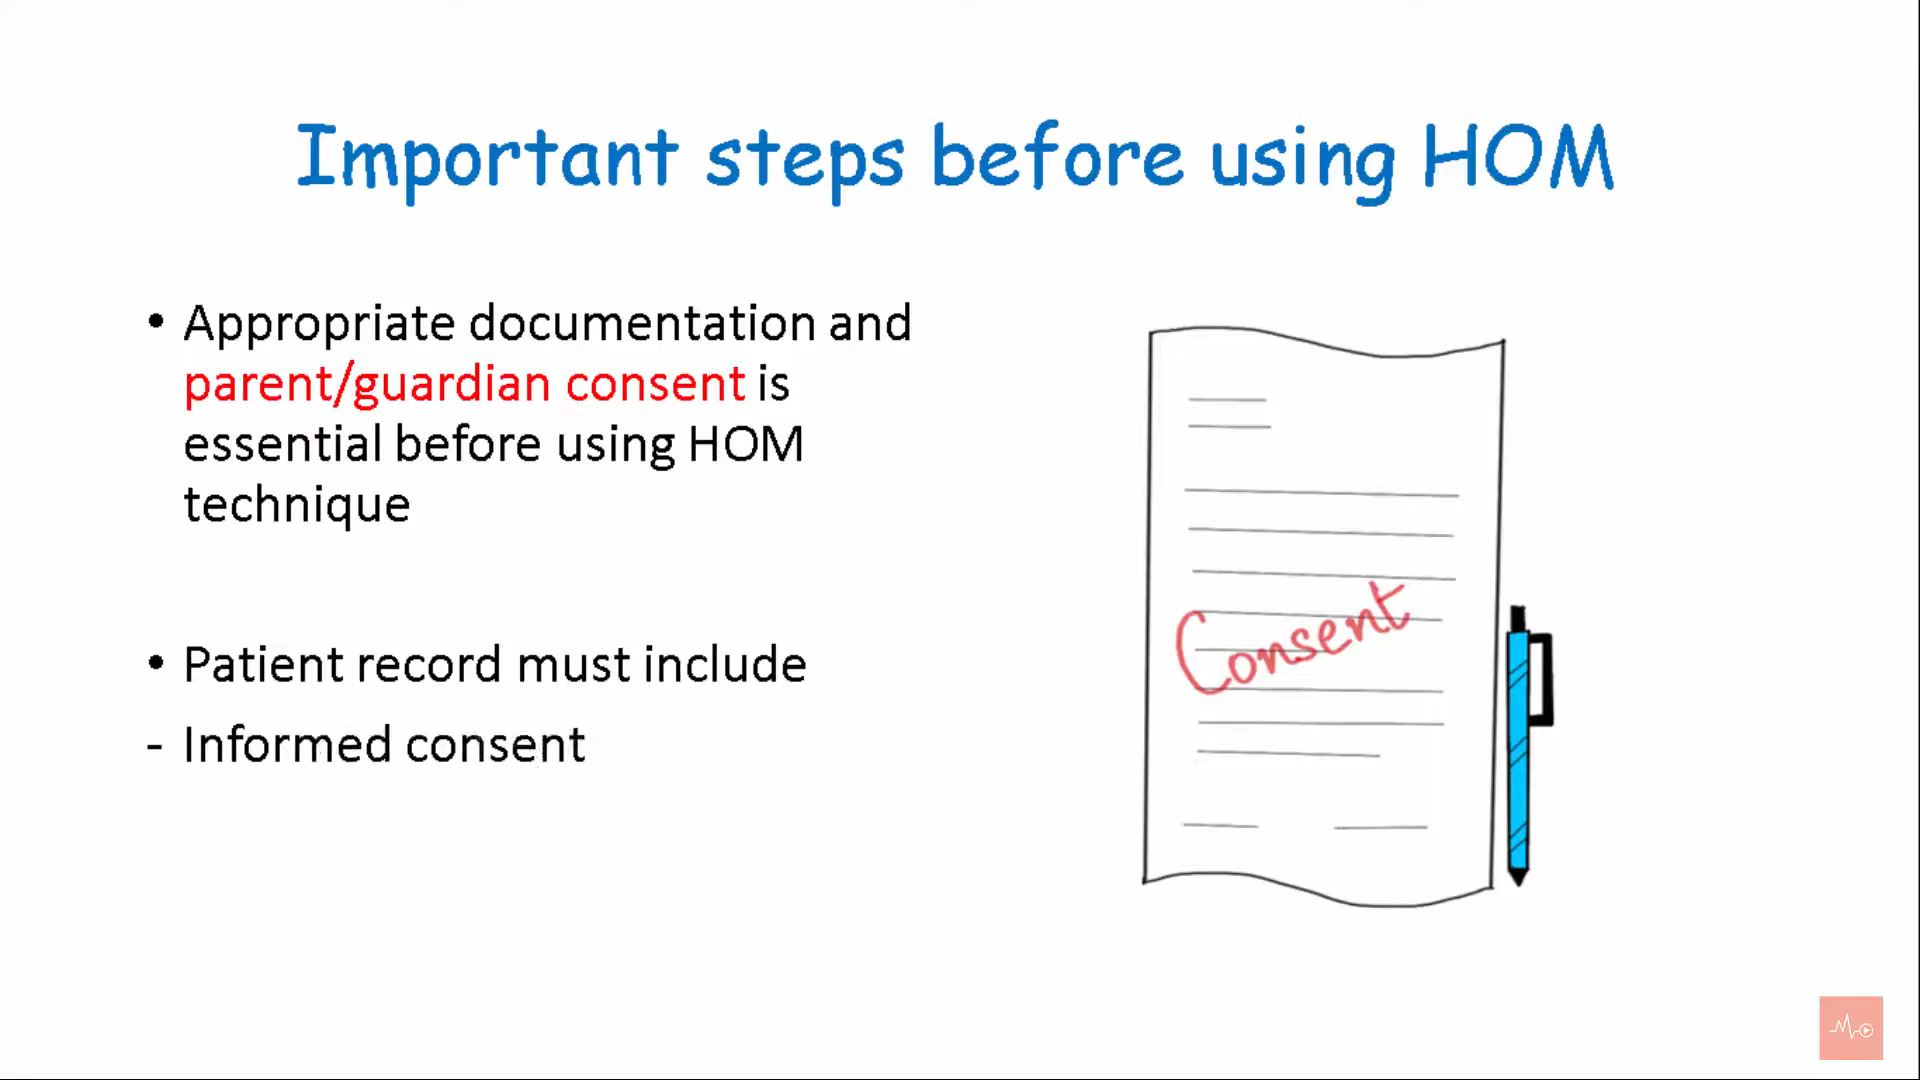 Important steps before using HOM
• Appropriate documentation and
parent/guardian consent is
essential before using HOM
technique
• Patient record must include
- Informed consent
Consent